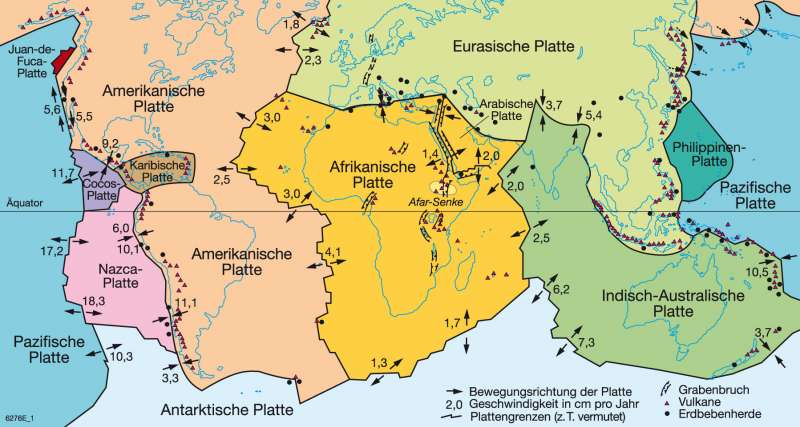 Juan-de-
Fuca-
Platte
1,8
2,3
Eurasische Platte
Amerikanische
Platte
5,6
5,5
3,0
Arabische
Platte
3,7
5,4
9,2
Karibische
Platte
11,7
Cocos-
Platte
2,5
3,0
Afrikanische
Platte
1,4
2,0
2,0
Philippinen-
Platte
Pazifische
Platte
Äquator
Afar-Senke
6,0
10,1
17,2
Nazca-
Platte
Amerikanische
Platte
4,1
2,5
10,5
18,3
11,1
6,2
Indisch-Australische
Platte
Pazifische
Platte
10,3
3,3
1,7
1,3
7,3
3,7
Antarktische Platte
Bewegungsrichtung der Platte
2,0 Geschwindigkeit in cm pro Jahr
Plattengrenzen (z. T. vermutet)
Grabenbruch
Vulkane
Erdbebenherde
6276E_1